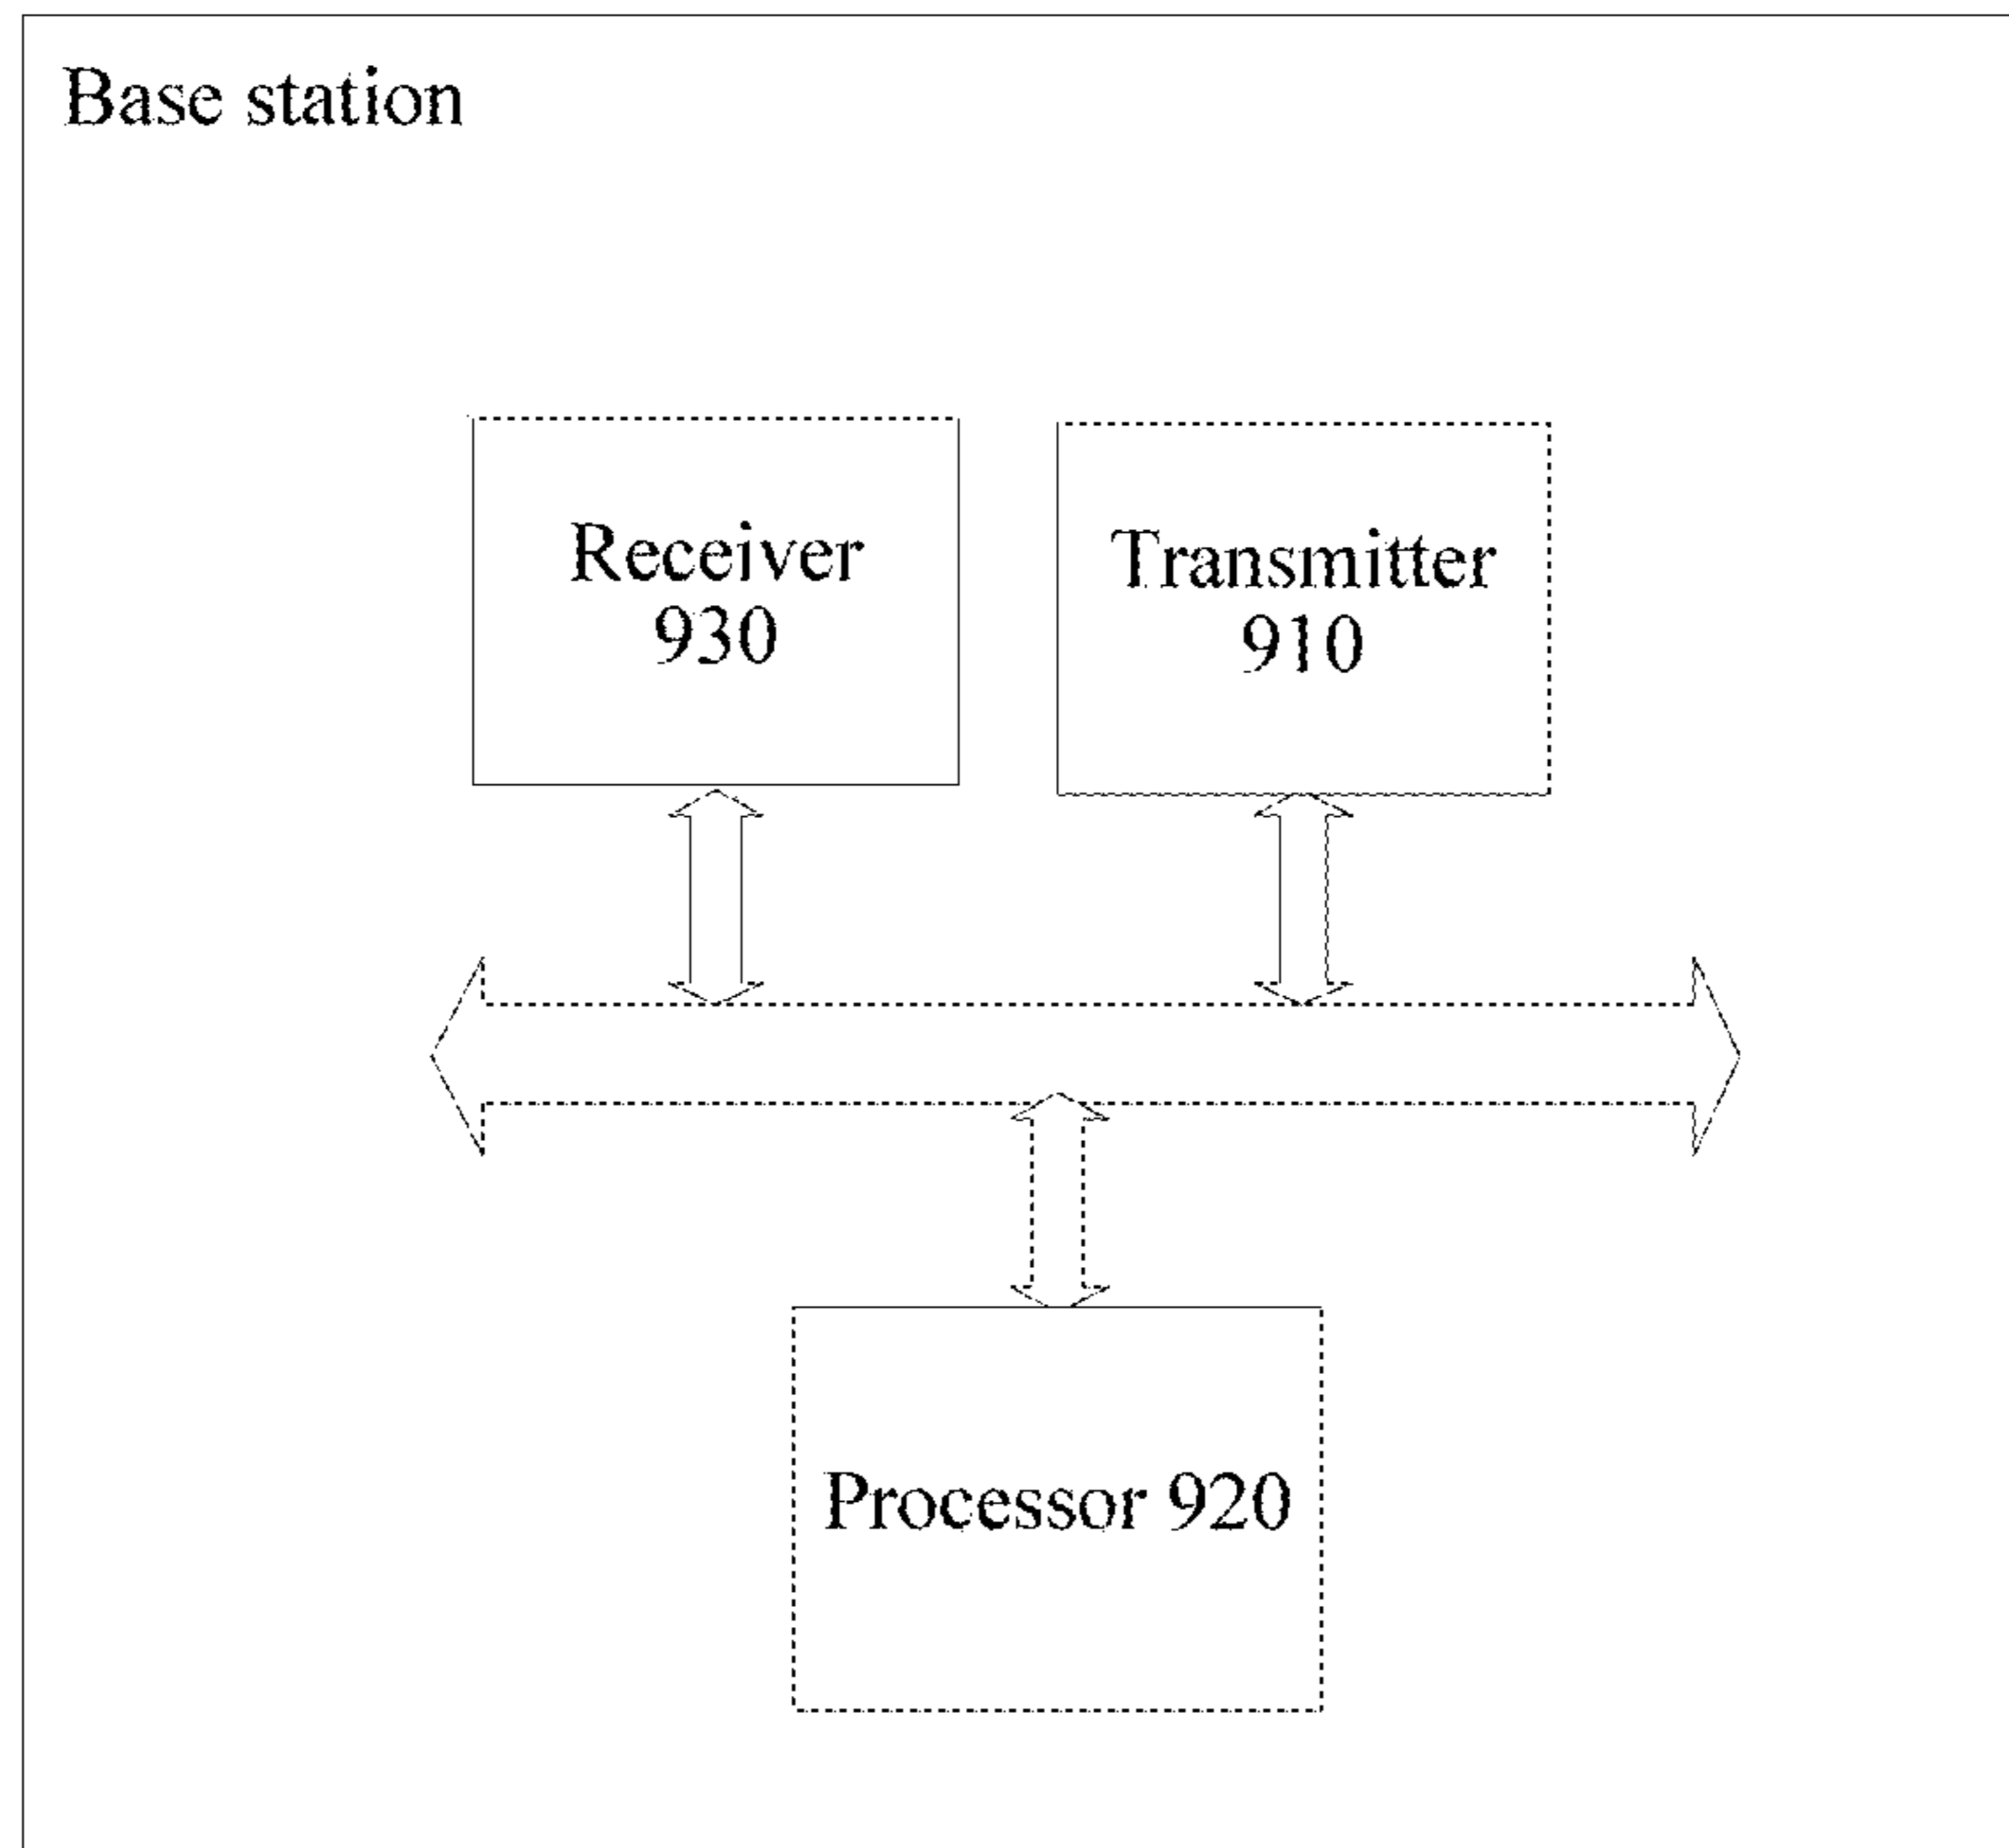 Base station
Receiver
930
Transmitter
910
Processor 920